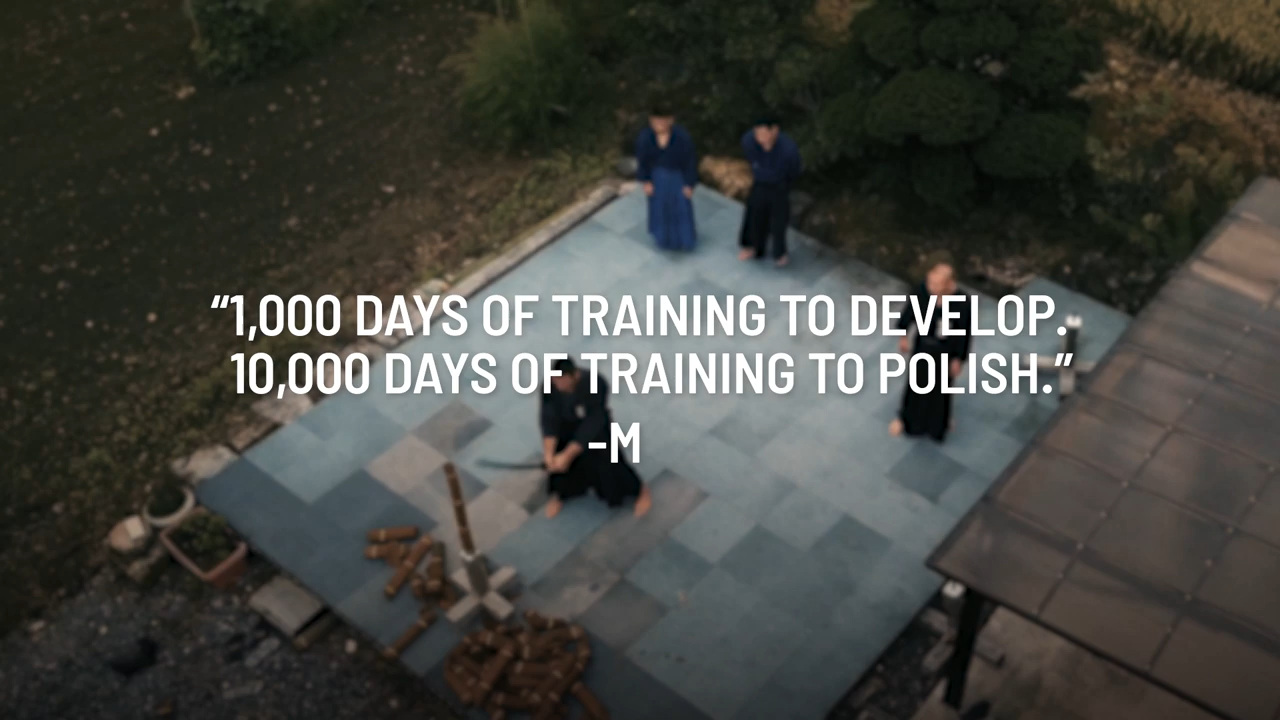 “1,000 DAYS OF TRAINING TO DEVELOP.
10,000 DAYS OF TRAINING TO POLISH.”
–M